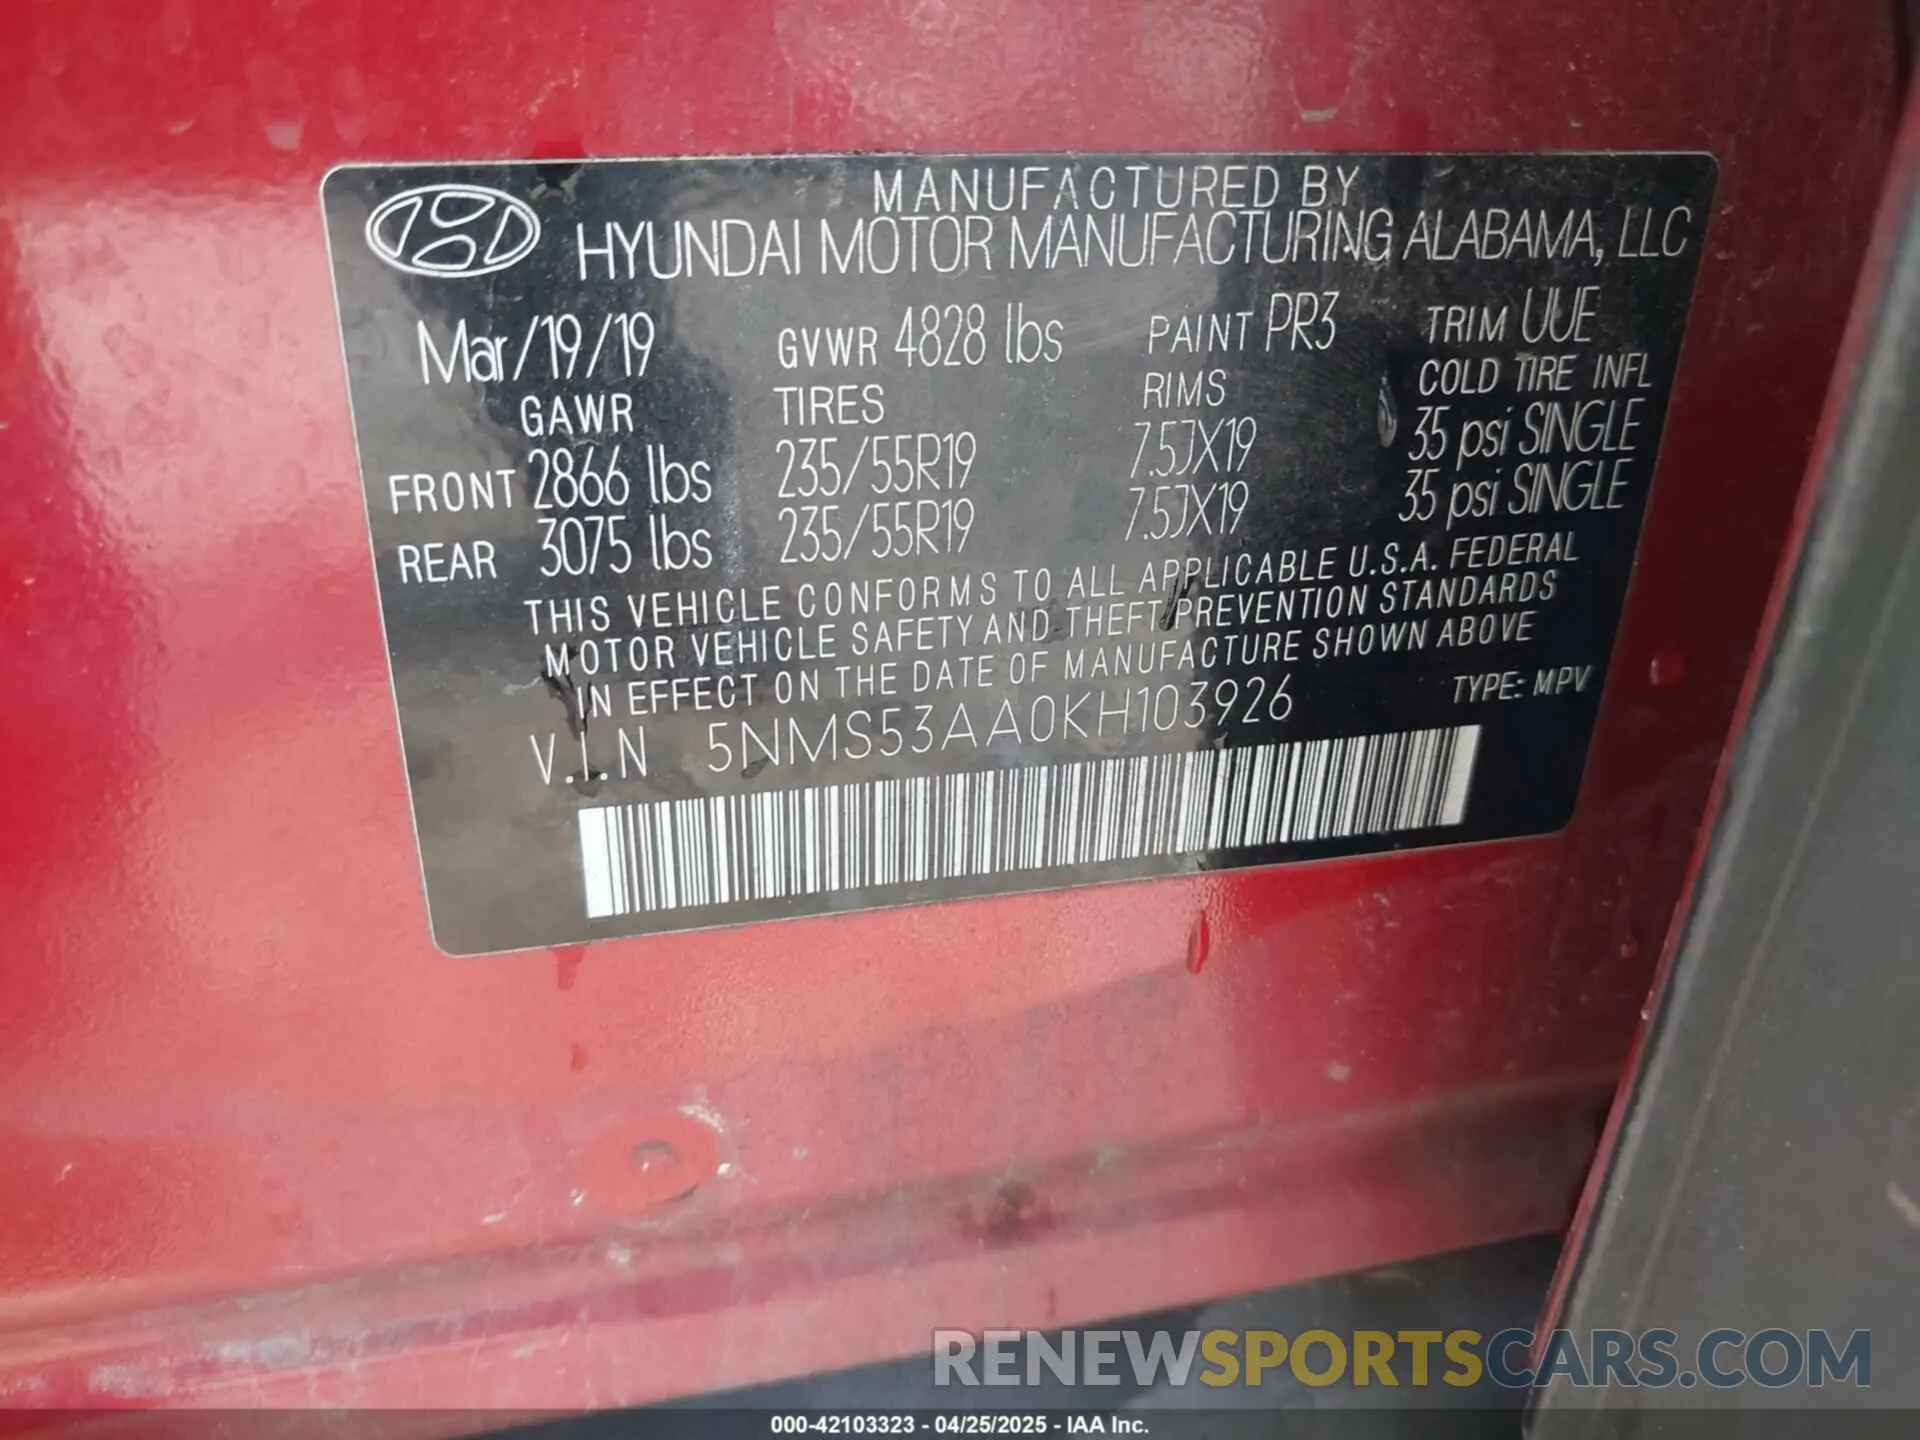 MANUFACTURED BY
HYUNDAI MOTOR MANUFACTURING ALABAMA, LLC
Mar/19/19 GVWR 4828 lbs PAINT PR3 TRIM UUE
GAWR TIRES RIMS COLD TIRE INFL
FRONT 2866 lbs 235/55R19 7.5JX19 35 psi SINGLE
REAR 3075 lbs 235/55R19 7.5JX19 35 psi SINGLE
THIS VEHICLE CONFORMS TO ALL APPLICABLE U.S.A. FEDERAL
MOTOR VEHICLE SAFETY AND THEFT PREVENTION STANDARDS
IN EFFECT ON THE DATE OF MANUFACTURE SHOWN ABOVE
V.I.N 5NMS53AA0KH103926 TYPE: MPV
RENEWSPORTSCARS.COM
000-42103323 - 04/25/2025 - IAA Inc.